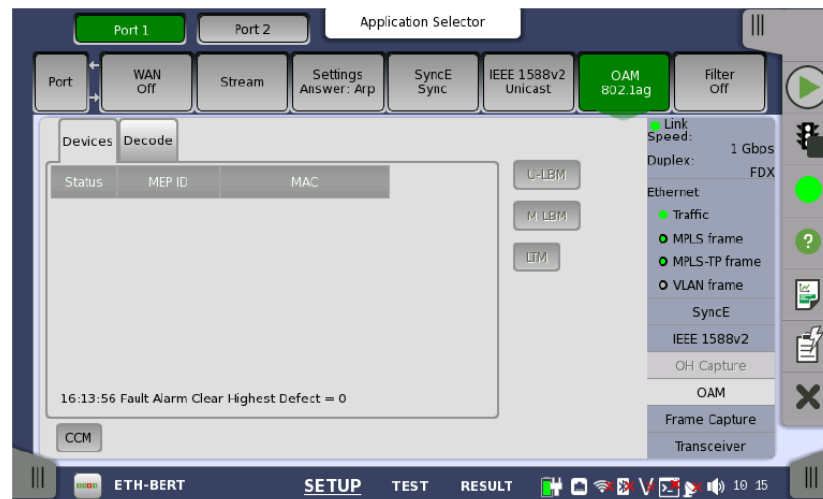 Port 1
Port 2
Application Selector
Port
WAN
Off
Stream
Settings
Answer: Arp
SyncE
Sync
IEEE 1588v2
Unicast
OAM
802.1ag
Filter
Off
Devices
Decode
Status
MEP ID
MAC
U-LBM
M LBM
LTM
16:13:56 Fault Alarm Clear Highest Defect = 0
CCM
Link
Speed:
1 Gbps
Duplex:
FDX
Ethernet
Traffic
MPLS frame
MPLS-TP frame
VLAN frame
SyncE
IEEE 1588v2
OH Capture
OAM
Frame Capture
Transceiver
ETH-BERT
SETUP
TEST
RESULT
10 15